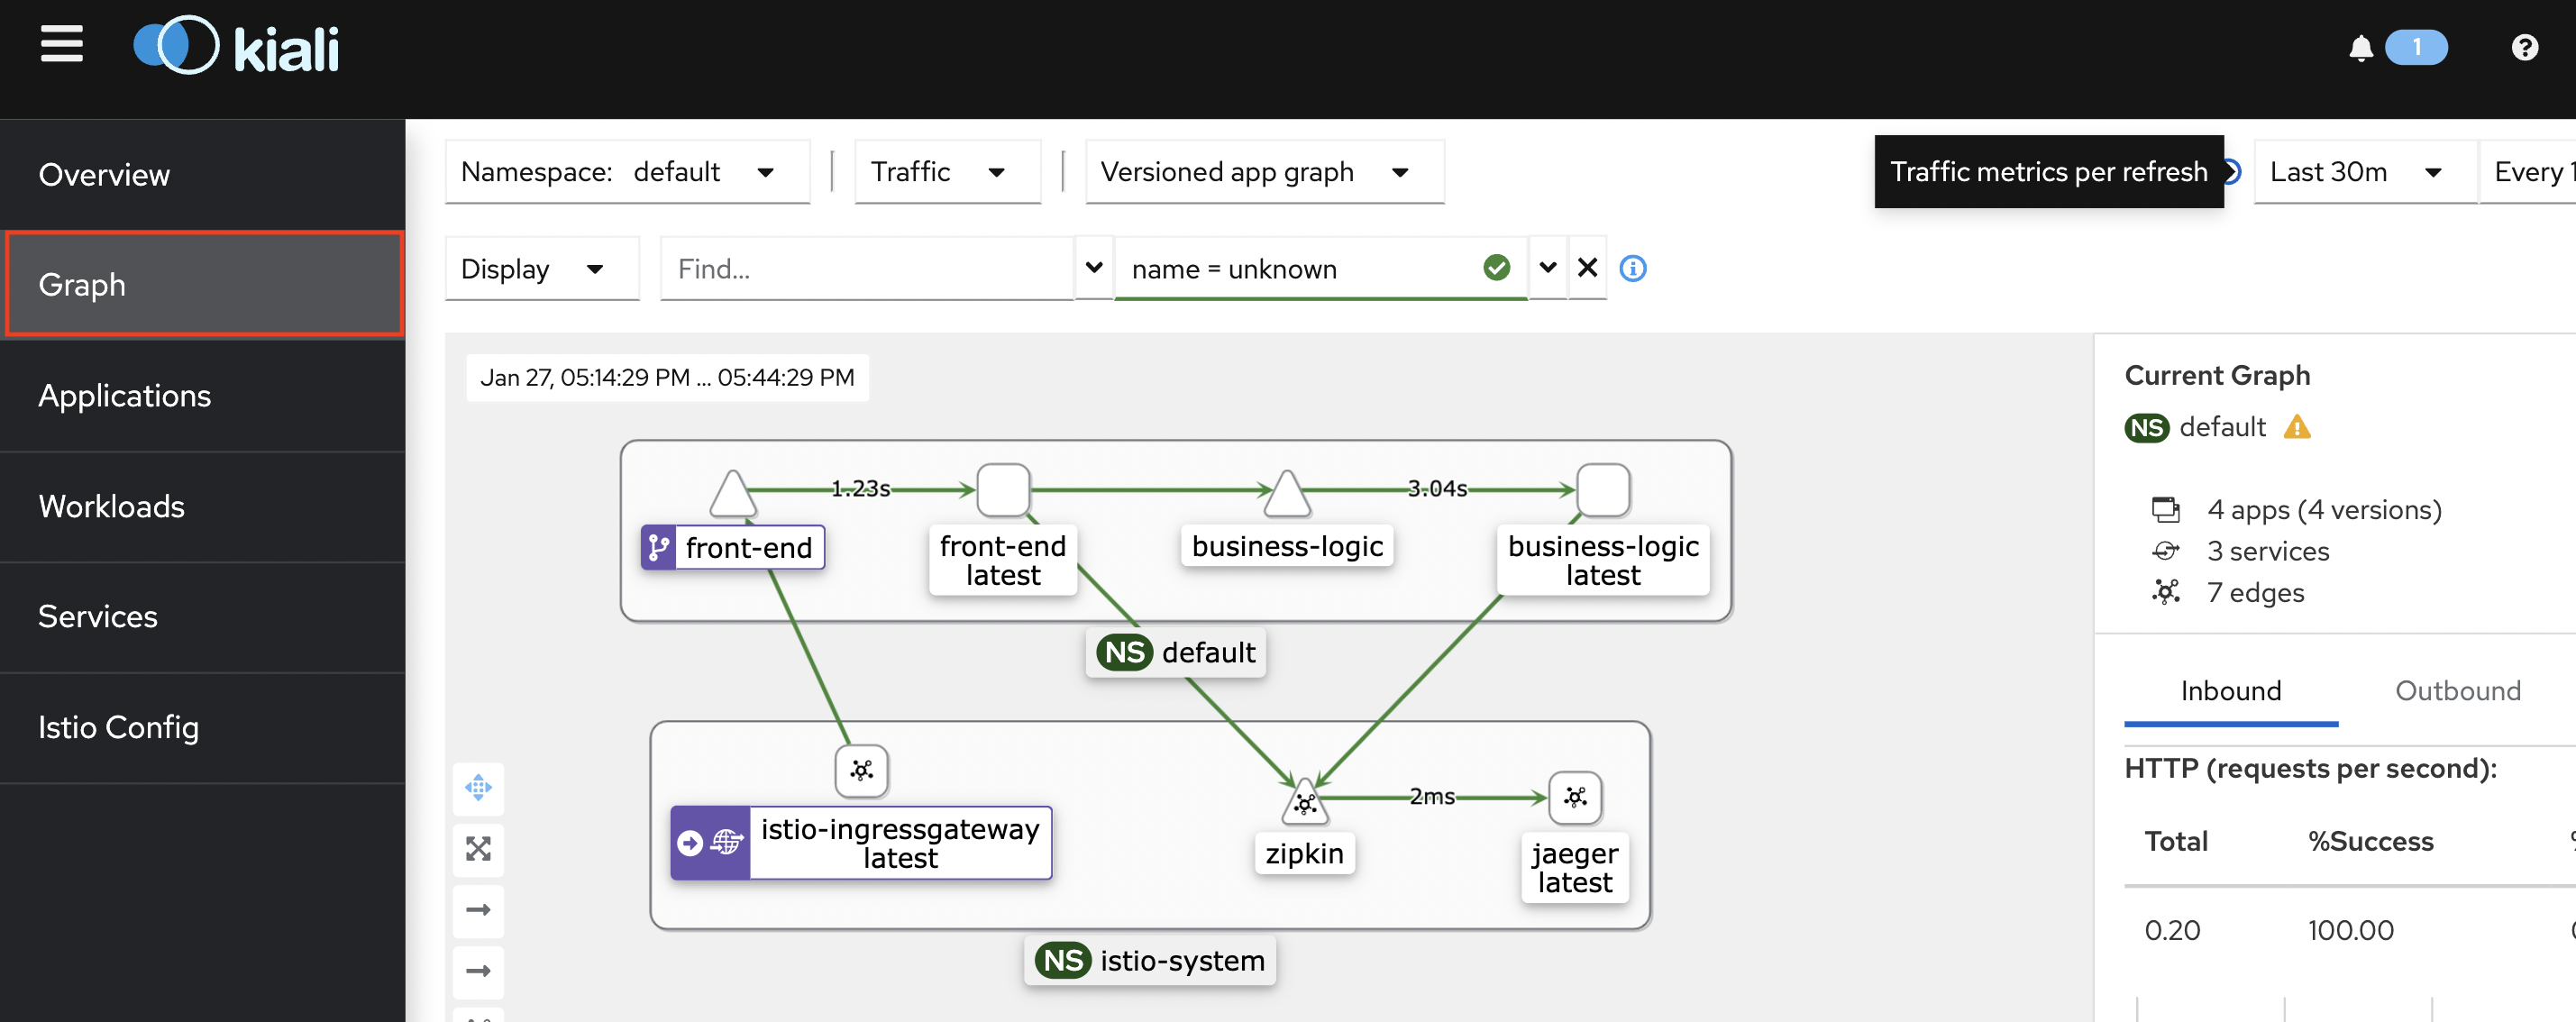 kiali
1
Overview
Graph
Applications
Workloads
Services
Istio Config
Namespace: default
Traffic
Versioned app graph
Traffic metrics per refresh
Last 30m
Every 1
Display
Find...
name = unknown
Jan 27, 05:14:29 PM ... 05:44:29 PM
1.23s
3.04s
front-end
front-end
latest
business-logic
business-logic
latest
NS default
istio-ingressgateway
latest
2ms
zipkin
jaeger
latest
NS istio-system
Current Graph
NS default
4 apps (4 versions)
3 services
7 edges
Inbound
Outbound
HTTP (requests per second):
Total
%Success
0.20
100.00